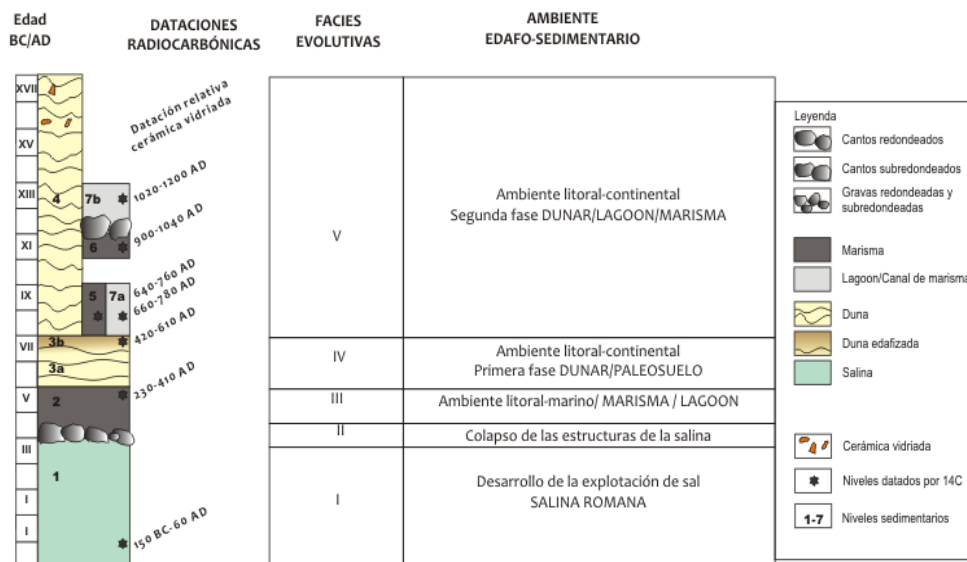 Edad
BC/AD
DATACIONES
RADIOCARBÓNICAS
FACIES
EVOLUTIVAS
AMBIENTE
EDAFO-SEDIMENTARIO
XVII
XV
XIII
XI
IX
VII
V
III
I
I
4
7b
6
5
7a
3b
3a
2
1
Datación relativa
cerámica vidriada
1020-1200 AD
900-1040 AD
640-760 AD
660-780 AD
420-610 AD
230-410 AD
150 BC-60 AD
V
Ambiente litoral-continental
Segunda fase DUNAR/LAGOON/MARISMA
IV
Ambiente litoral-continental
Primera fase DUNAR/PALEOSUELO
III
Ambiente litoral-marino/ MARISMA / LAGOON
II
Colapso de las estructuras de la salina
I
Desarrollo de la explotación de sal
SALINA ROMANA
Leyenda
Cantos redondeados
Cantos subredondeados
Gravas redondeadas y
subredondeadas
Marisma
Lagoon/Canal de marisma
Duna
Duna edafizada
Salina
Cerámica vidriada
Niveles datados por 14C
1-7
Niveles sedimentarios